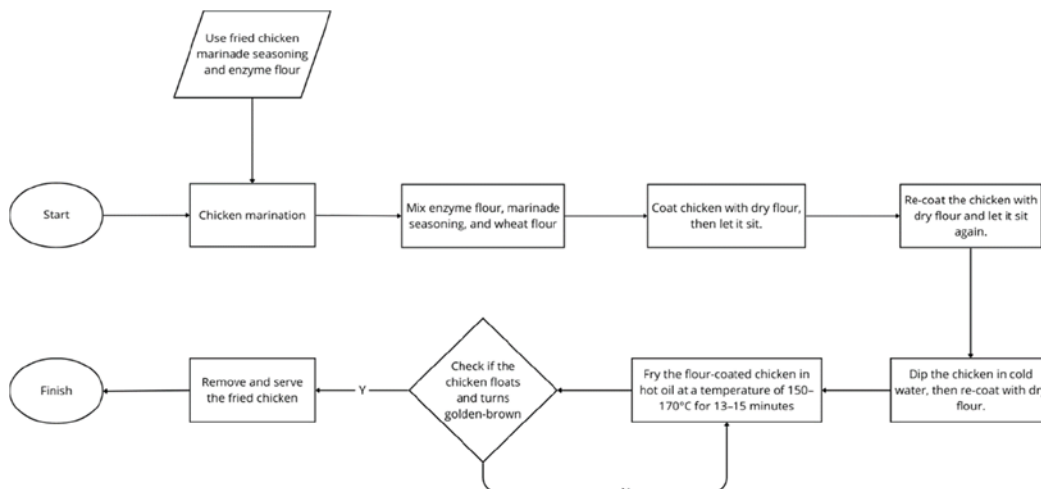 Use fried chicken
marinade seasoning
and enzyme flour
Start
Chicken marination
Mix enzyme flour, marinade
seasoning, and wheat flour
Coat chicken with dry flour,
then let it sit.
Re-coat the chicken with
dry flour and let it sit
again.
Finish
Remove and serve
the fried chicken
Y
Check if the
chicken floats
and turns
golden-brown
Fry the flour-coated chicken in
hot oil at a temperature of 150–
170°C for 13–15 minutes
Dip the chicken in cold
water, then re-coat with
flour.